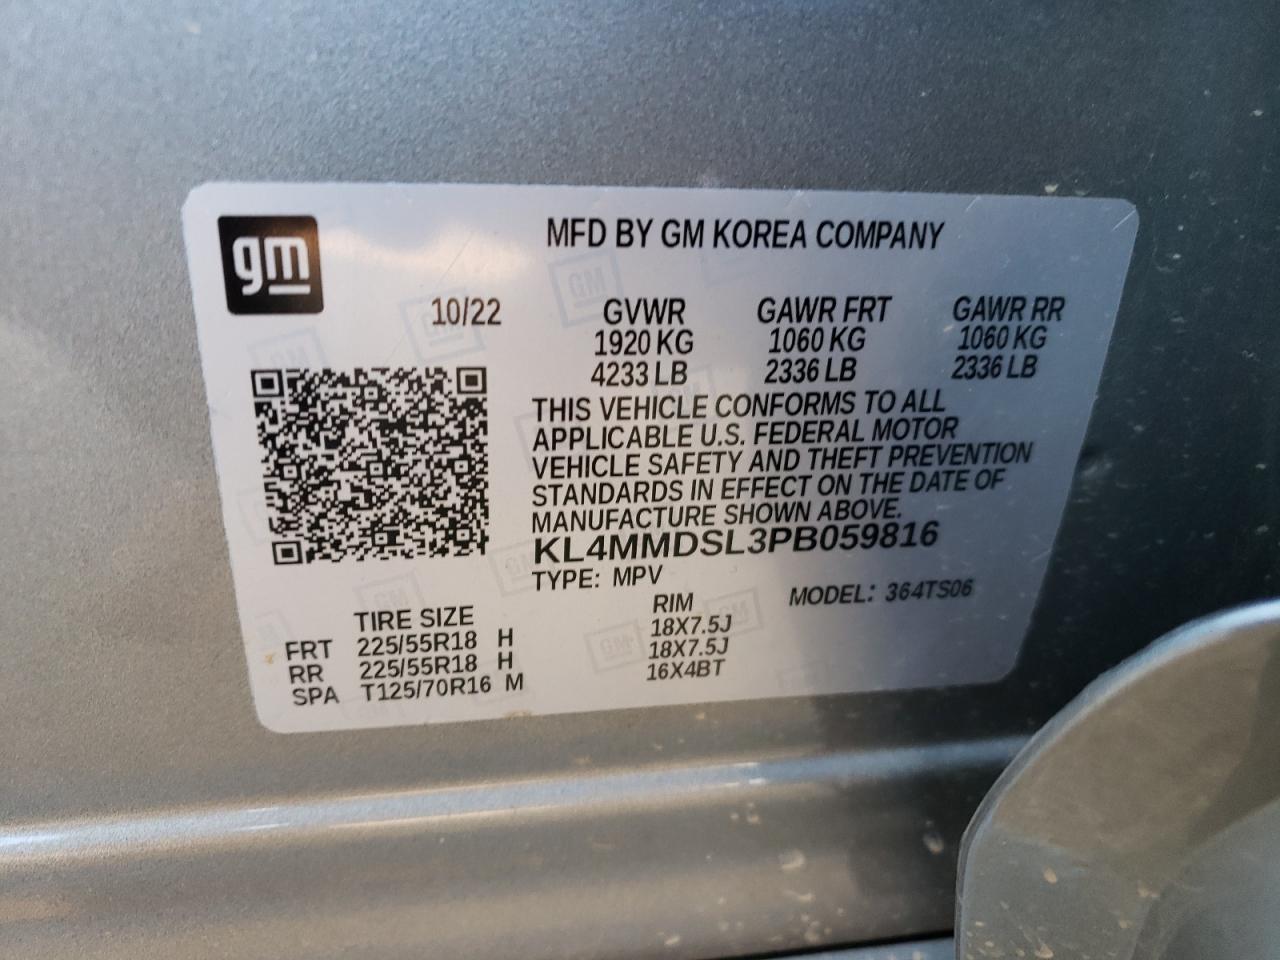 gm
MFD BY GM KOREA COMPANY
10/22 GVWR GAWR FRT GAWR RR
1920 KG 1060 KG 1060 KG
4233 LB 2336 LB 2336 LB
THIS VEHICLE CONFORMS TO ALL
APPLICABLE U.S. FEDERAL MOTOR
VEHICLE SAFETY AND THEFT PREVENTION
STANDARDS IN EFFECT ON THE DATE OF
MANUFACTURE SHOWN ABOVE.
KL4MMDSL3PB059816
TYPE: MPV MODEL: 364TS06
TIRE SIZE RIM
FRT 225/55R18 H 18X7.5J
RR 225/55R18 H 18X7.5J
SPA T125/70R16 M 16X4BT